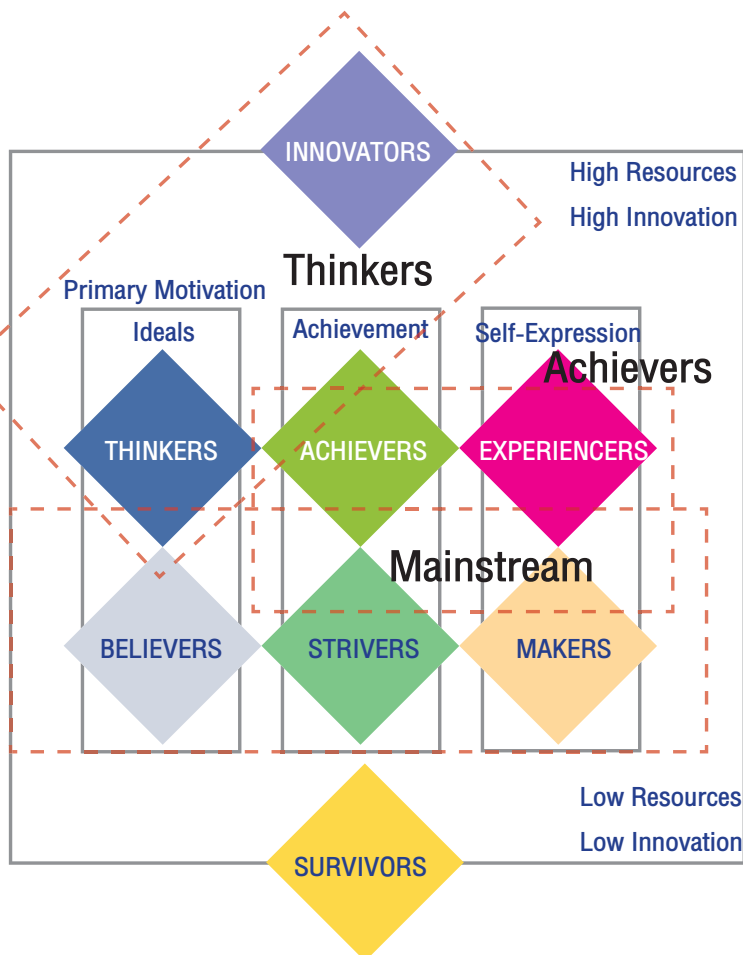 INNOVATORS
High Resources
High Innovation
Thinkers
Primary Motivation
Ideals
Achievement
Self-Expression
Achievers
THINKERS
ACHIEVERS
EXPERIENCERS
Mainstream
BELIEVERS
STRIVERS
MAKERS
Low Resources
Low Innovation
SURVIVORS